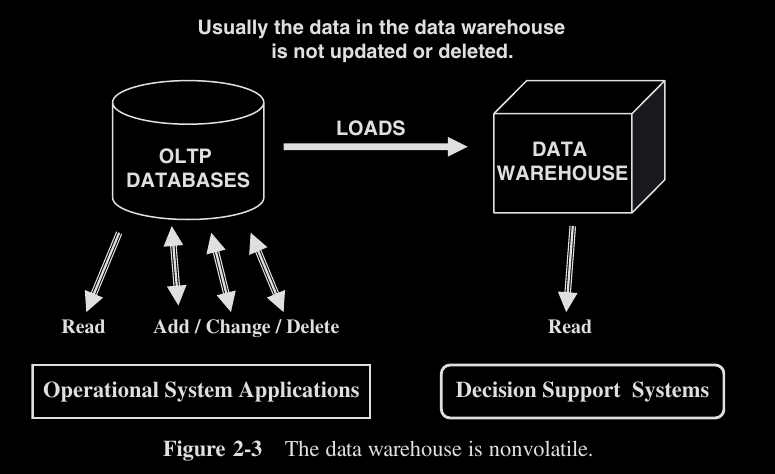 Usually the data in the data warehouse
is not updated or deleted.
LOADS
OLTP
DATABASES
DATA
WAREHOUSE
Read
Add / Change / Delete
Read
Operational System Applications
Decision Support Systems
Figure 2-3 The data warehouse is nonvolatile.